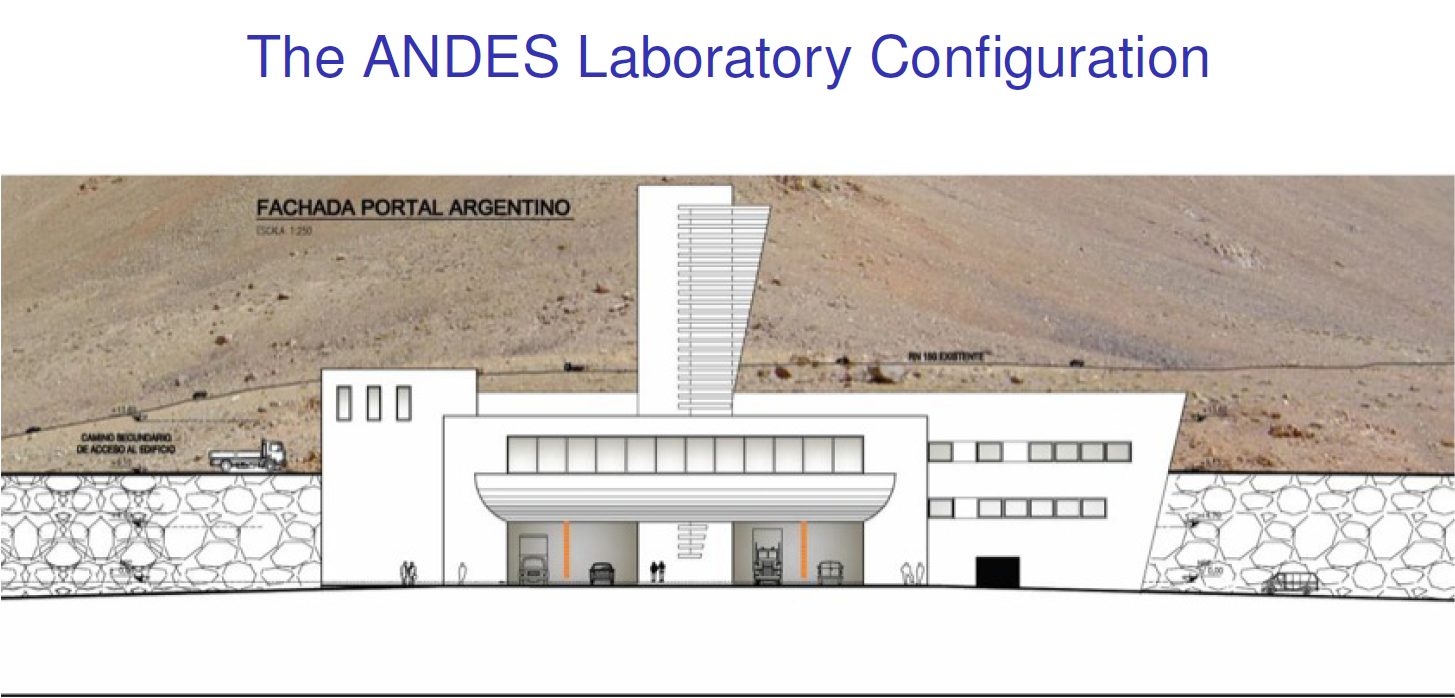 The ANDES Laboratory Configuration
FACHADA PORTAL ARGENTINO
ESCALA 1:250
RN 150 EXISTENTE
CAMINO SECUNDARIO
DE ACCESO AL EDIFICIO